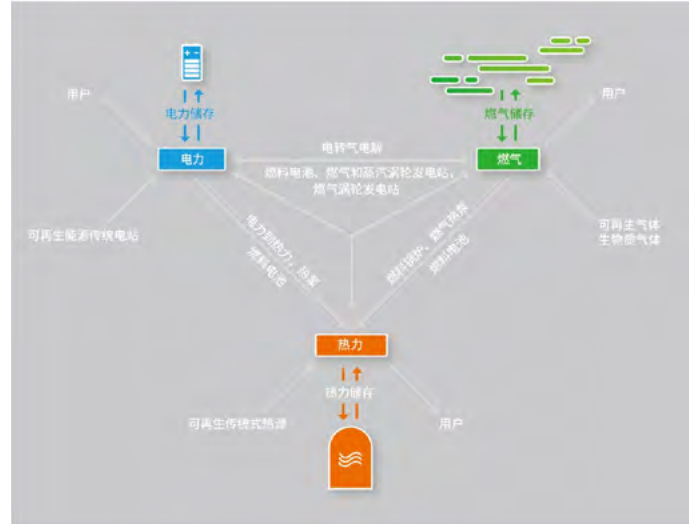 用户
电力储存
电力
燃气储存
用户
燃气
电转气电解
燃料电池、燃气和蒸汽涡轮发电站、
燃气涡轮发电站
可再生能源传统电站
可再生气体
生物质气体
电力到热力，热泵
燃料电池
燃料锅炉、燃气热泵
燃料电池
热力
热力储存
可再生传统式热源
用户